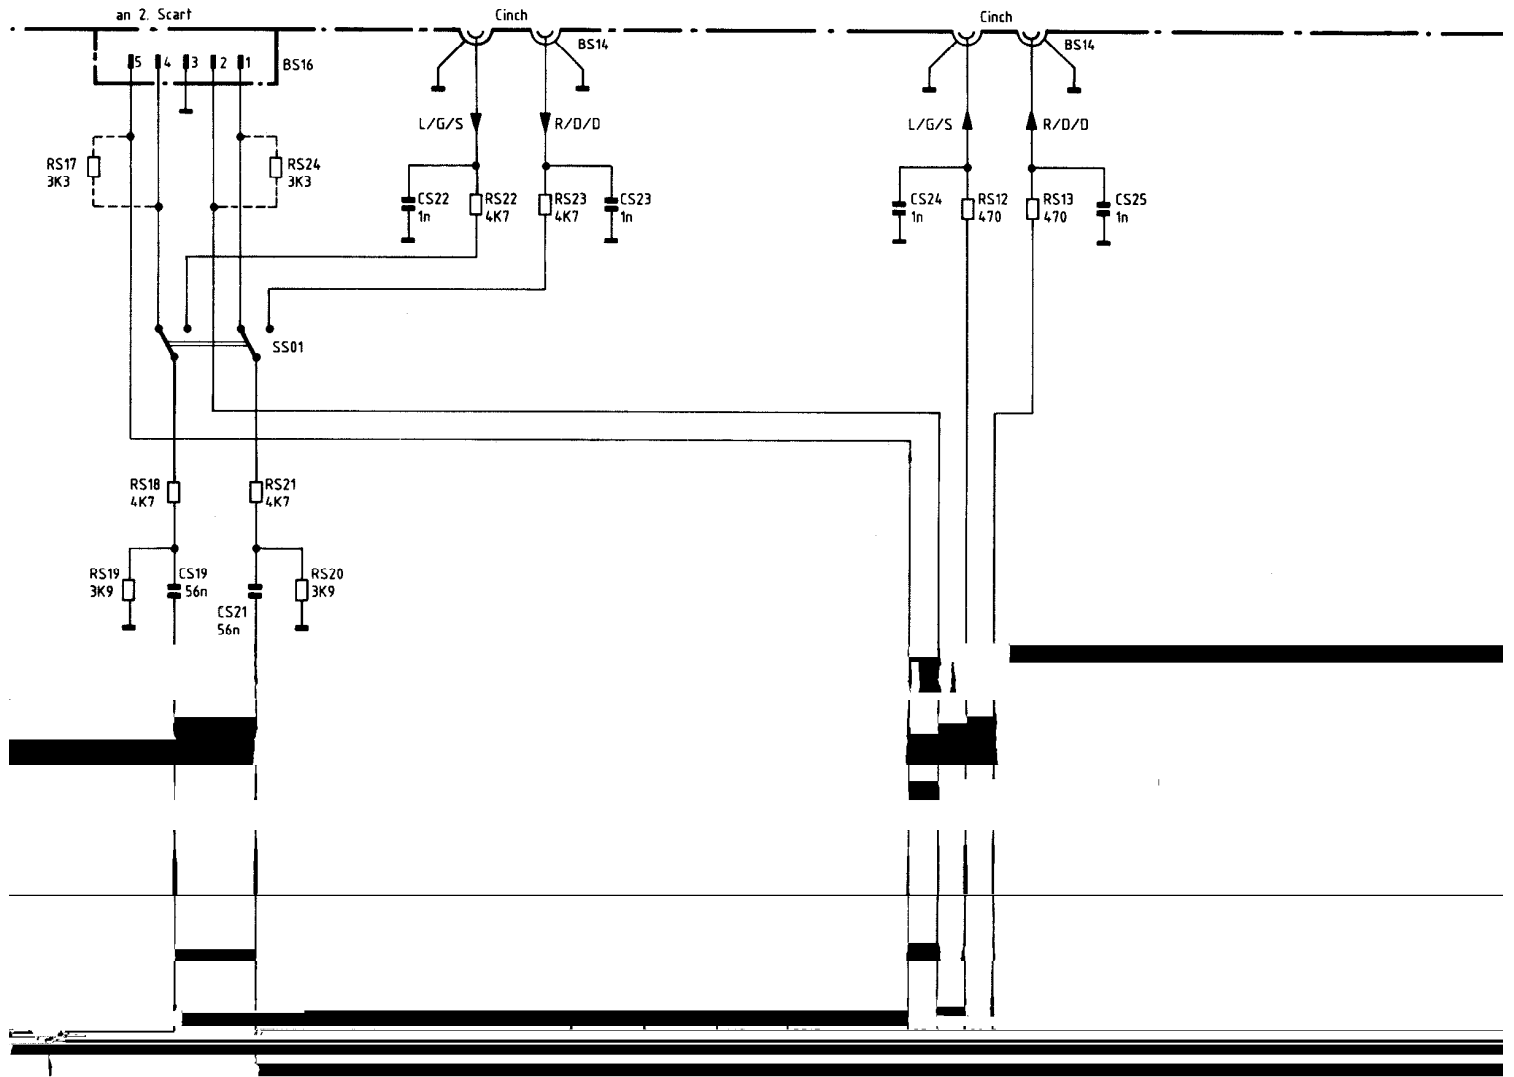 an 2. Scart
Cinch
Cinch
5 4 3 2 1
BS16
BS14
BS14
L/G/S
R/D/D
L/G/S
R/D/D
RS17
3K3
RS24
3K3
CS22
1n
RS22
4K7
RS23
4K7
CS23
1n
CS24
1n
RS12
470
RS13
470
CS25
1n
SS01
RS18
4K7
RS21
4K7
RS19
3K9
CS19
56n
CS21
56n
RS20
3K9